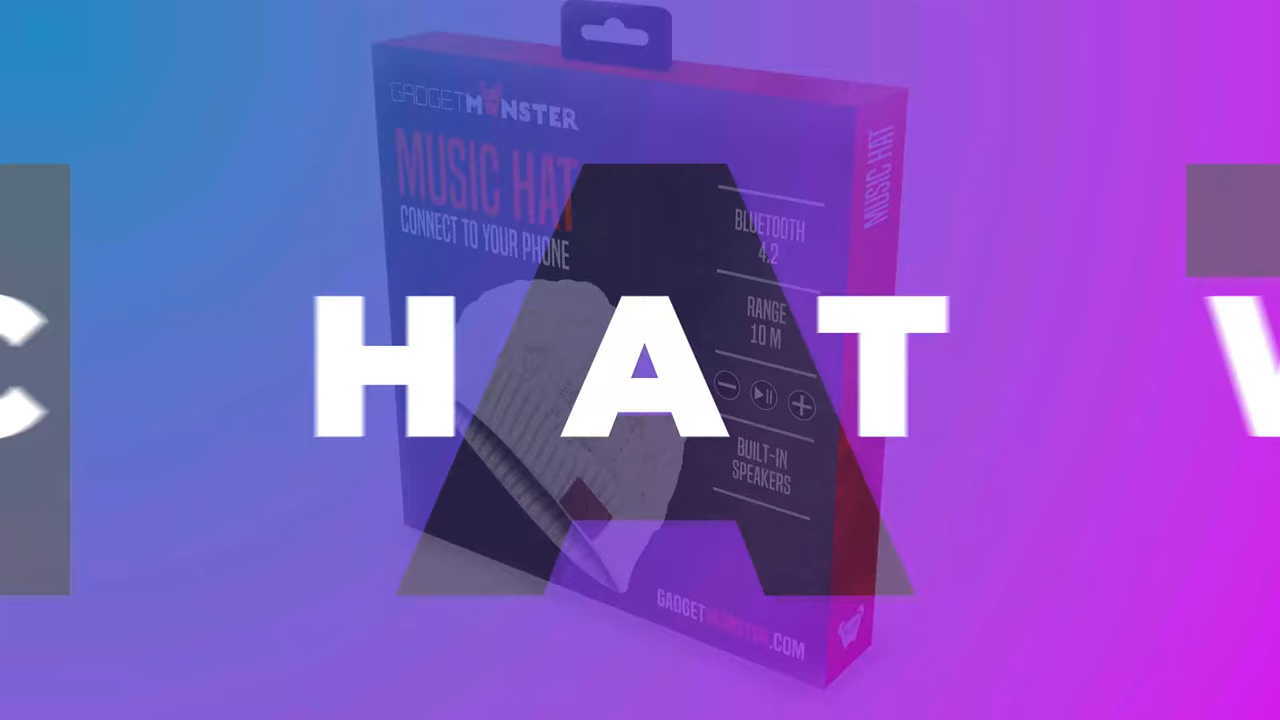 GADGETMONSTER
MUSIC HAT
CONNECT TO YOUR PHONE
BLUETOOTH
4.2
RANGE
10 M
BUILT-IN
SPEAKERS
GADGETMONSTER.COM
MUSIC HAT
C HAT
A